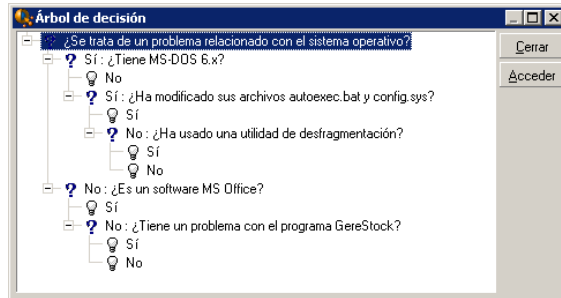 Árbol de decisión
¿Se trata de un problema relacionado con el sistema operativo?
Cerrar
Sí : ¿Tiene MS-DOS 6.x?
No
Acceder
Sí : ¿Ha modificado sus archivos autoexec.bat y config.sys?
Sí
No : ¿Ha usado una utilidad de desfragmentación?
Sí
No
No : ¿Es un software MS Office?
Sí
No : ¿Tiene un problema con el programa GereStock?
Sí
No